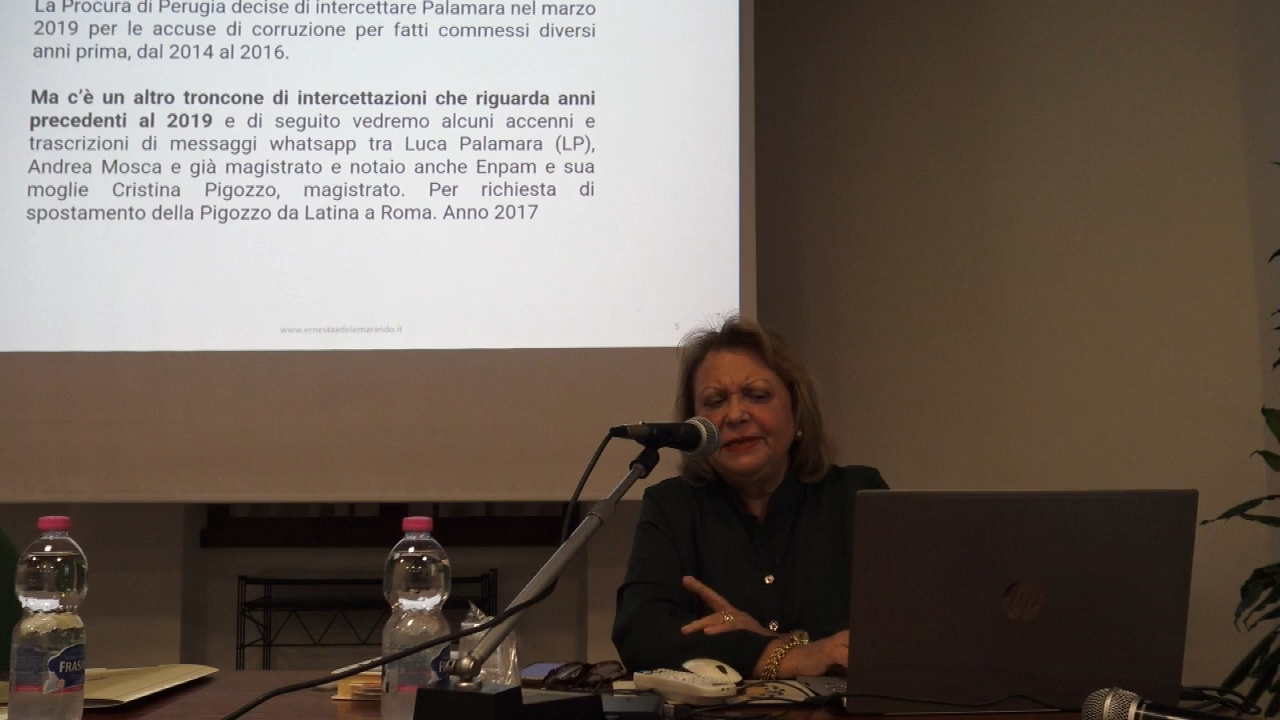 La Procura di Perugia decise di intercettare Palamara nel marzo
2019 per le accuse di corruzione per fatti commessi diversi
anni prima, dal 2014 al 2016.
Ma c'è un altro troncone di intercettazioni che riguarda anni
precedenti al 2019 e di seguito vedremo alcuni accenni e
trascrizioni di messaggi whatsapp tra Luca Palamara (LP),
Andrea Mosca e già magistrato e notaio anche Enpam e sua
moglie Cristina Pigozzo, magistrato. Per richiesta di
spostamento della Pigozzo da Latina a Roma. Anno 2017
www.ernestaadelemarando.it
5
hp